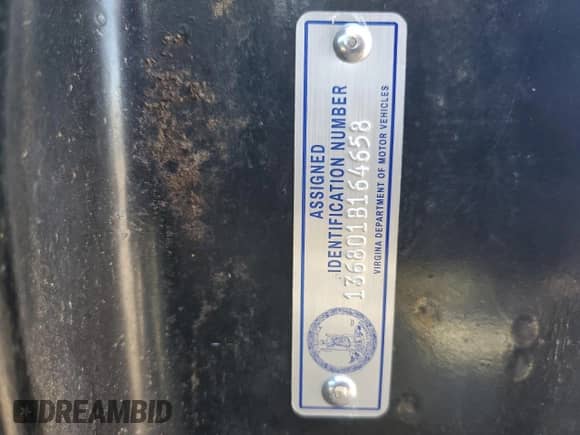 ASSIGNED
IDENTIFICATION NUMBER
136801B164658
VIRGINIA DEPARTMENT OF MOTOR VEHICLES
DREAMBID